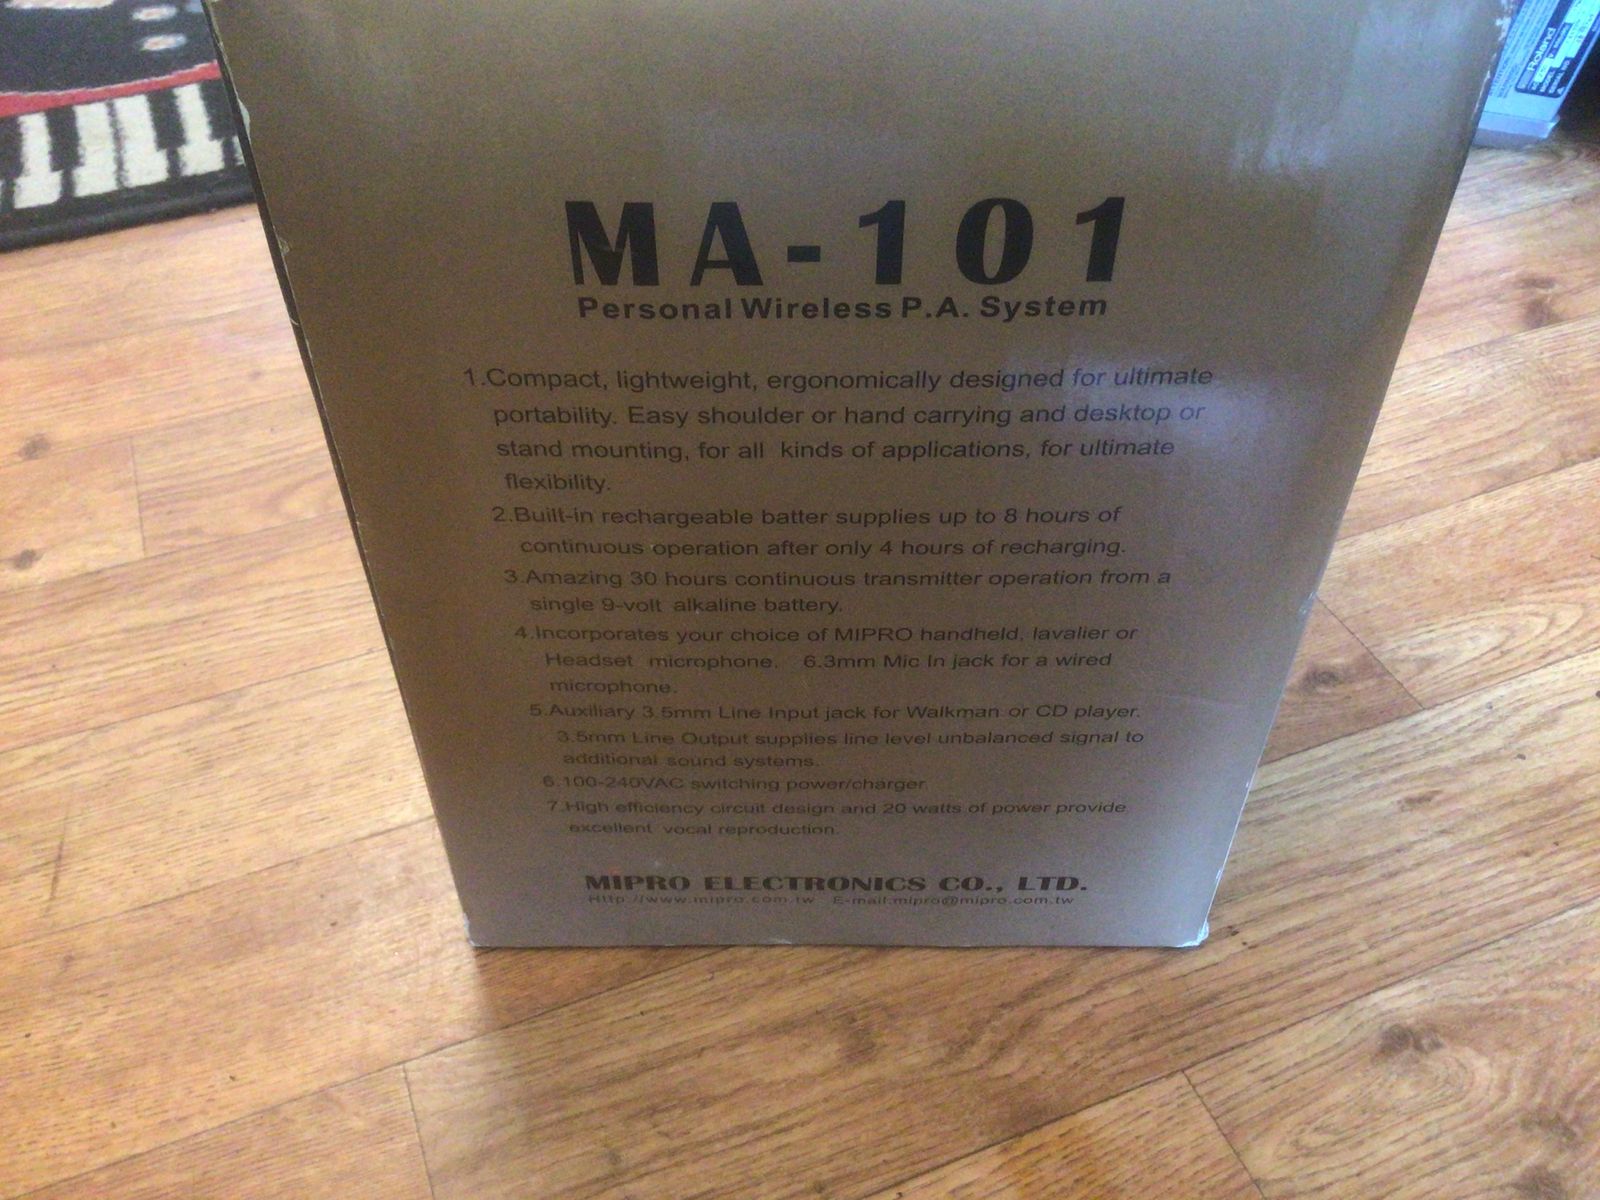 MA-101
Personal Wireless P.A. System
1.Compact, lightweight, ergonomically designed for ultimate
portability. Easy shoulder or hand carrying and desktop or
stand mounting, for all kinds of applications, for ultimate
flexibility.
2.Built-in rechargeable batter supplies up to 8 hours of
continuous operation after only 4 hours of recharging.
3.Amazing 30 hours continuous transmitter operation from a
single 9-volt alkaline battery.
4.Incorporates your choice of MIPRO handheld, lavalier or
Headset microphone. 6.3mm Mic In jack for a wired
microphone.
5.Auxiliary 3.5mm Line Input jack for Walkman or CD player.
3.5mm Line Output supplies line level unbalanced signal to
additional sound systems.
6.100-240VAC switching power/charger
7.High efficiency circuit design and 20 watts of power provide
excellent vocal reproduction.
MIPRO ELECTRONICS CO., LTD.
Http://www.mipro.com.tw E-mail:mipro@mipro.com.tw
Roland